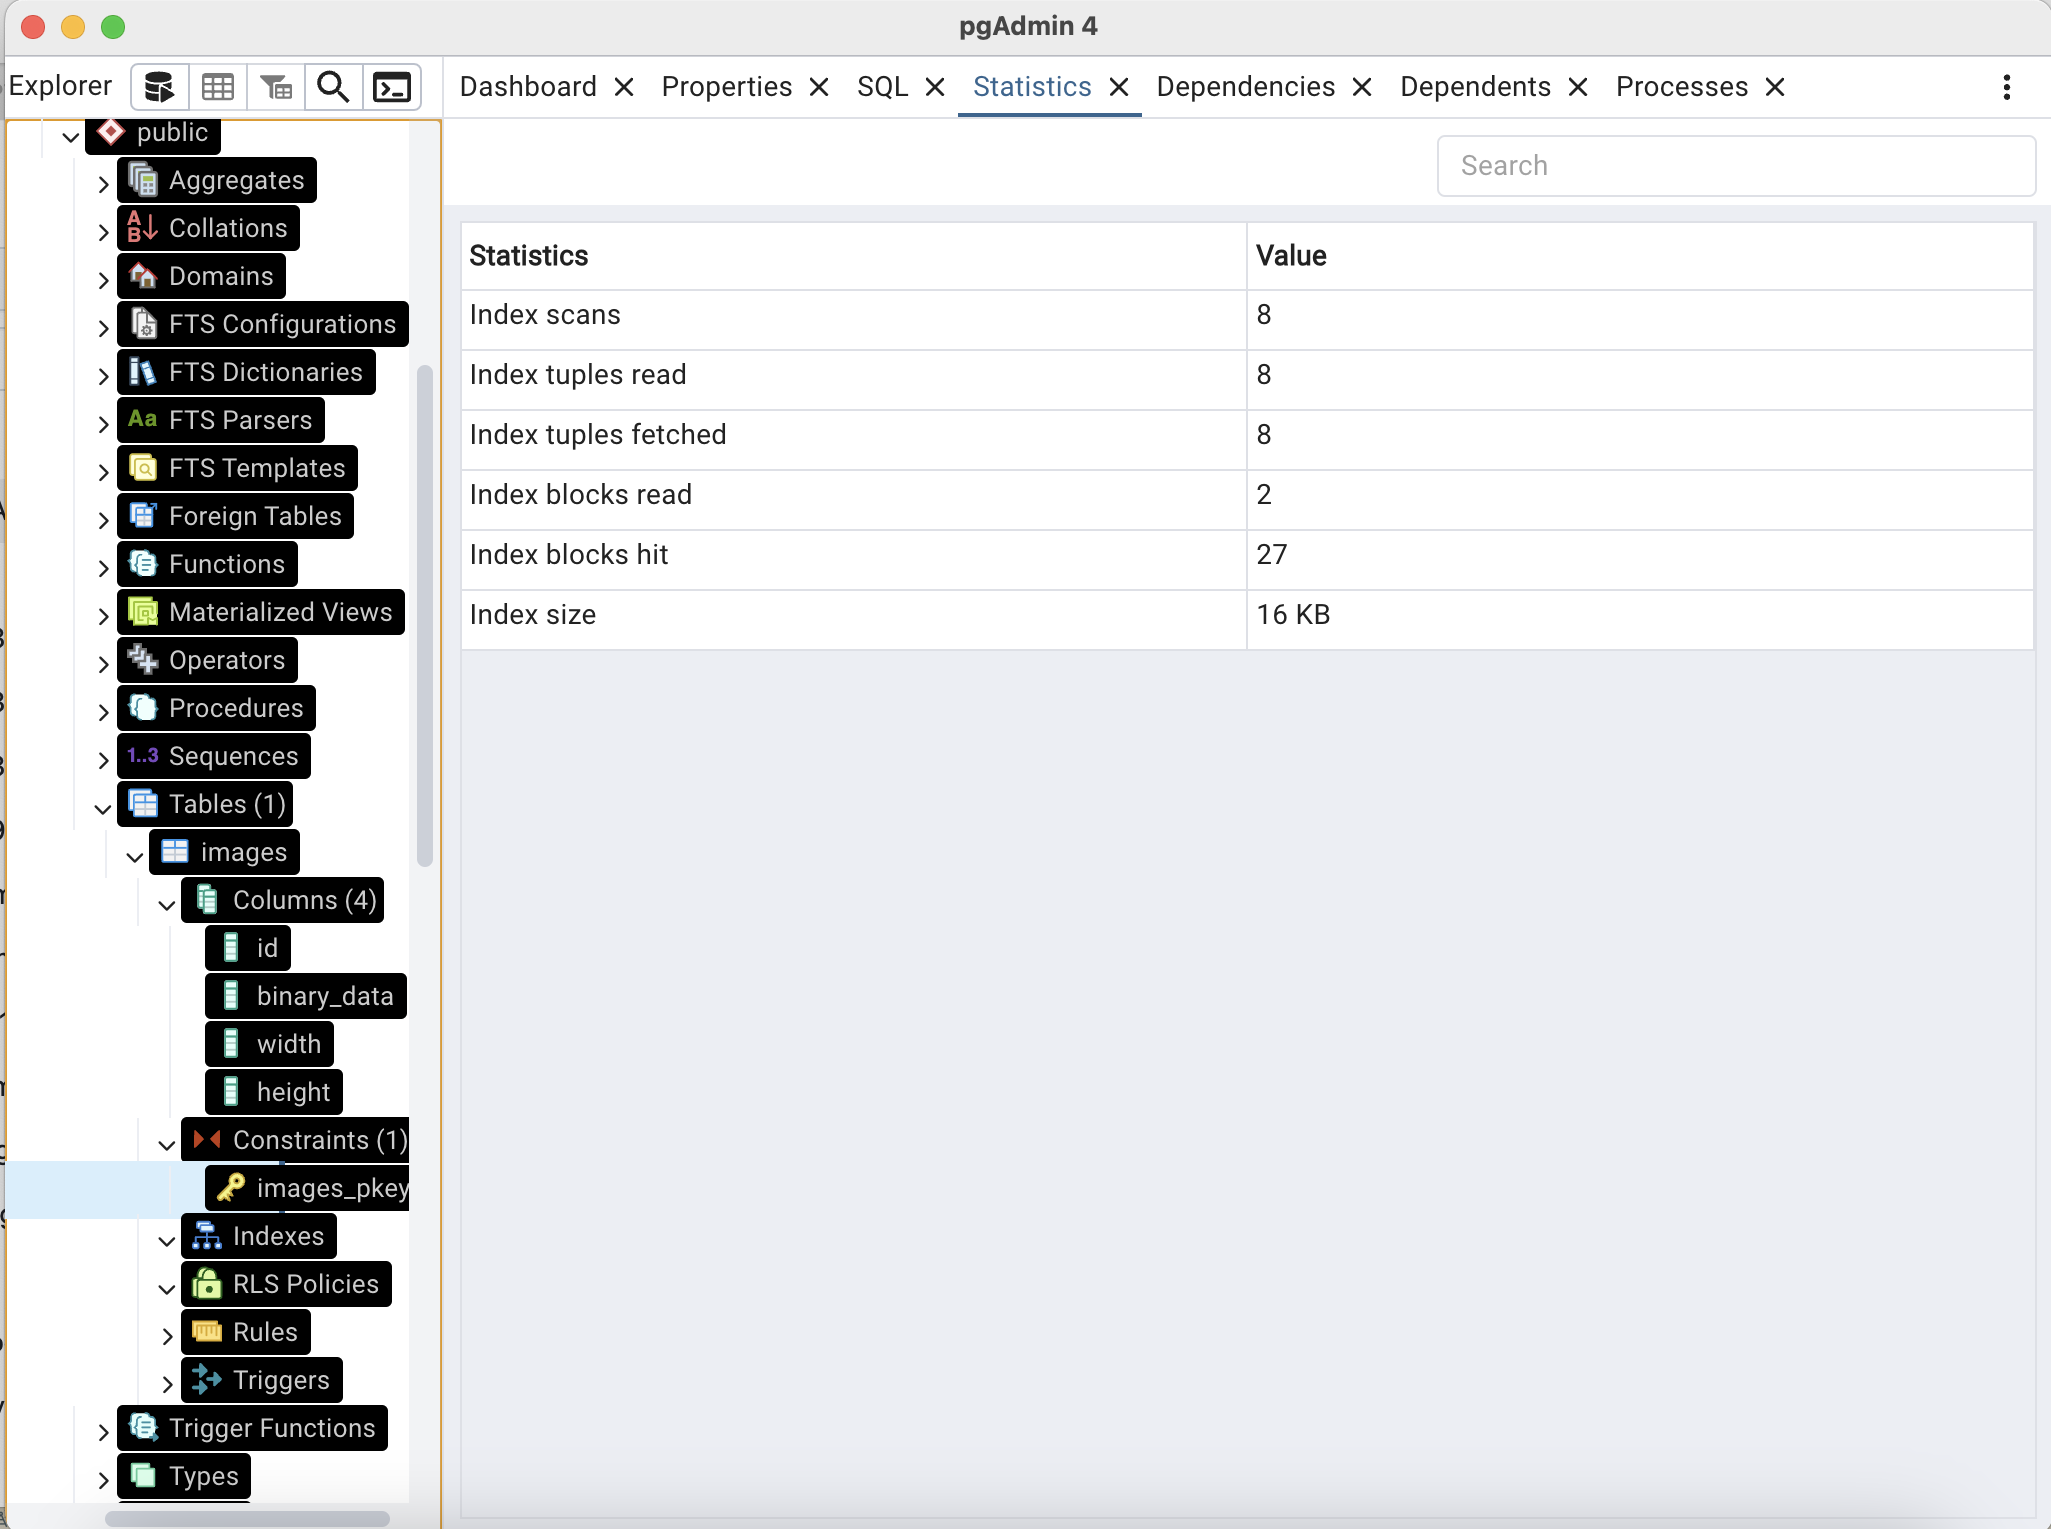 pgAdmin 4
Explorer
Dashboard Properties SQL Statistics Dependencies Dependents Processes
public
Aggregates
Collations
Domains
FTS Configurations
FTS Dictionaries
Aa FTS Parsers
FTS Templates
Foreign Tables
Functions
Materialized Views
Operators
Procedures
1..3 Sequences
Tables (1)
images
Columns (4)
id
binary_data
width
height
Constraints (1)
images_pkey
Indexes
RLS Policies
Rules
Triggers
Trigger Functions
Types
Search
Statistics Value
Index scans 8
Index tuples read 8
Index tuples fetched 8
Index blocks read 2
Index blocks hit 27
Index size 16 KB